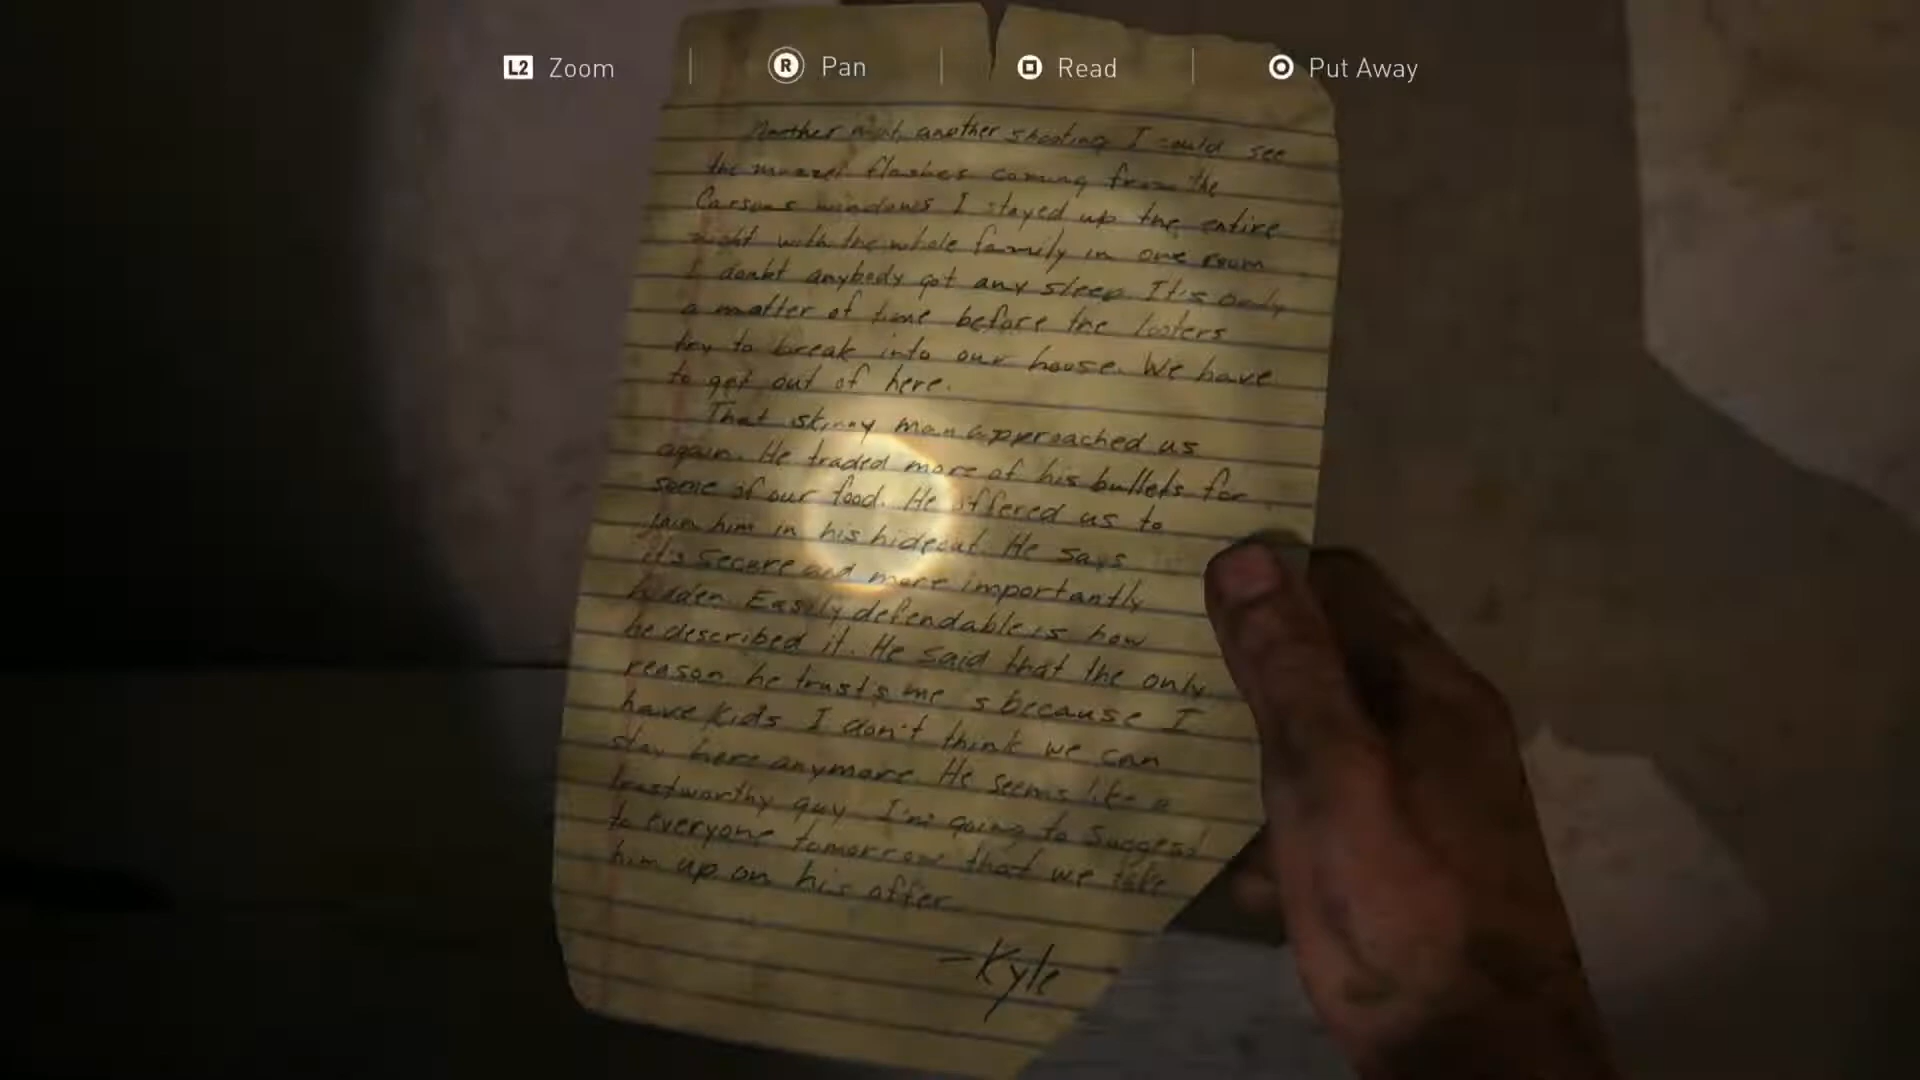 L2 Zoom R Pan Read Put Away
Another night, another shooting I could see
the muzzel flashes coming from the
Carsons windows I stayed up the entire
night with the whole family in one room
I doubt anybody got any sleep. It's only
a matter of time before the looters
try to break into our house. We have
to get out of here.
That skinny man approached us
again. He traded more of his bullets for
some of our food. He offered us to
join him in his hideout. He says
it's secure and more importantly
hidden. Easily defendable is how
he described it. He said that the only
reason he trusts me s because I
have kids I don't think we can
stay here anymore. He seems like a
trustworthy guy I'm going to suggest
to everyone tomorrow that we take
him up on his offer
-Kyle